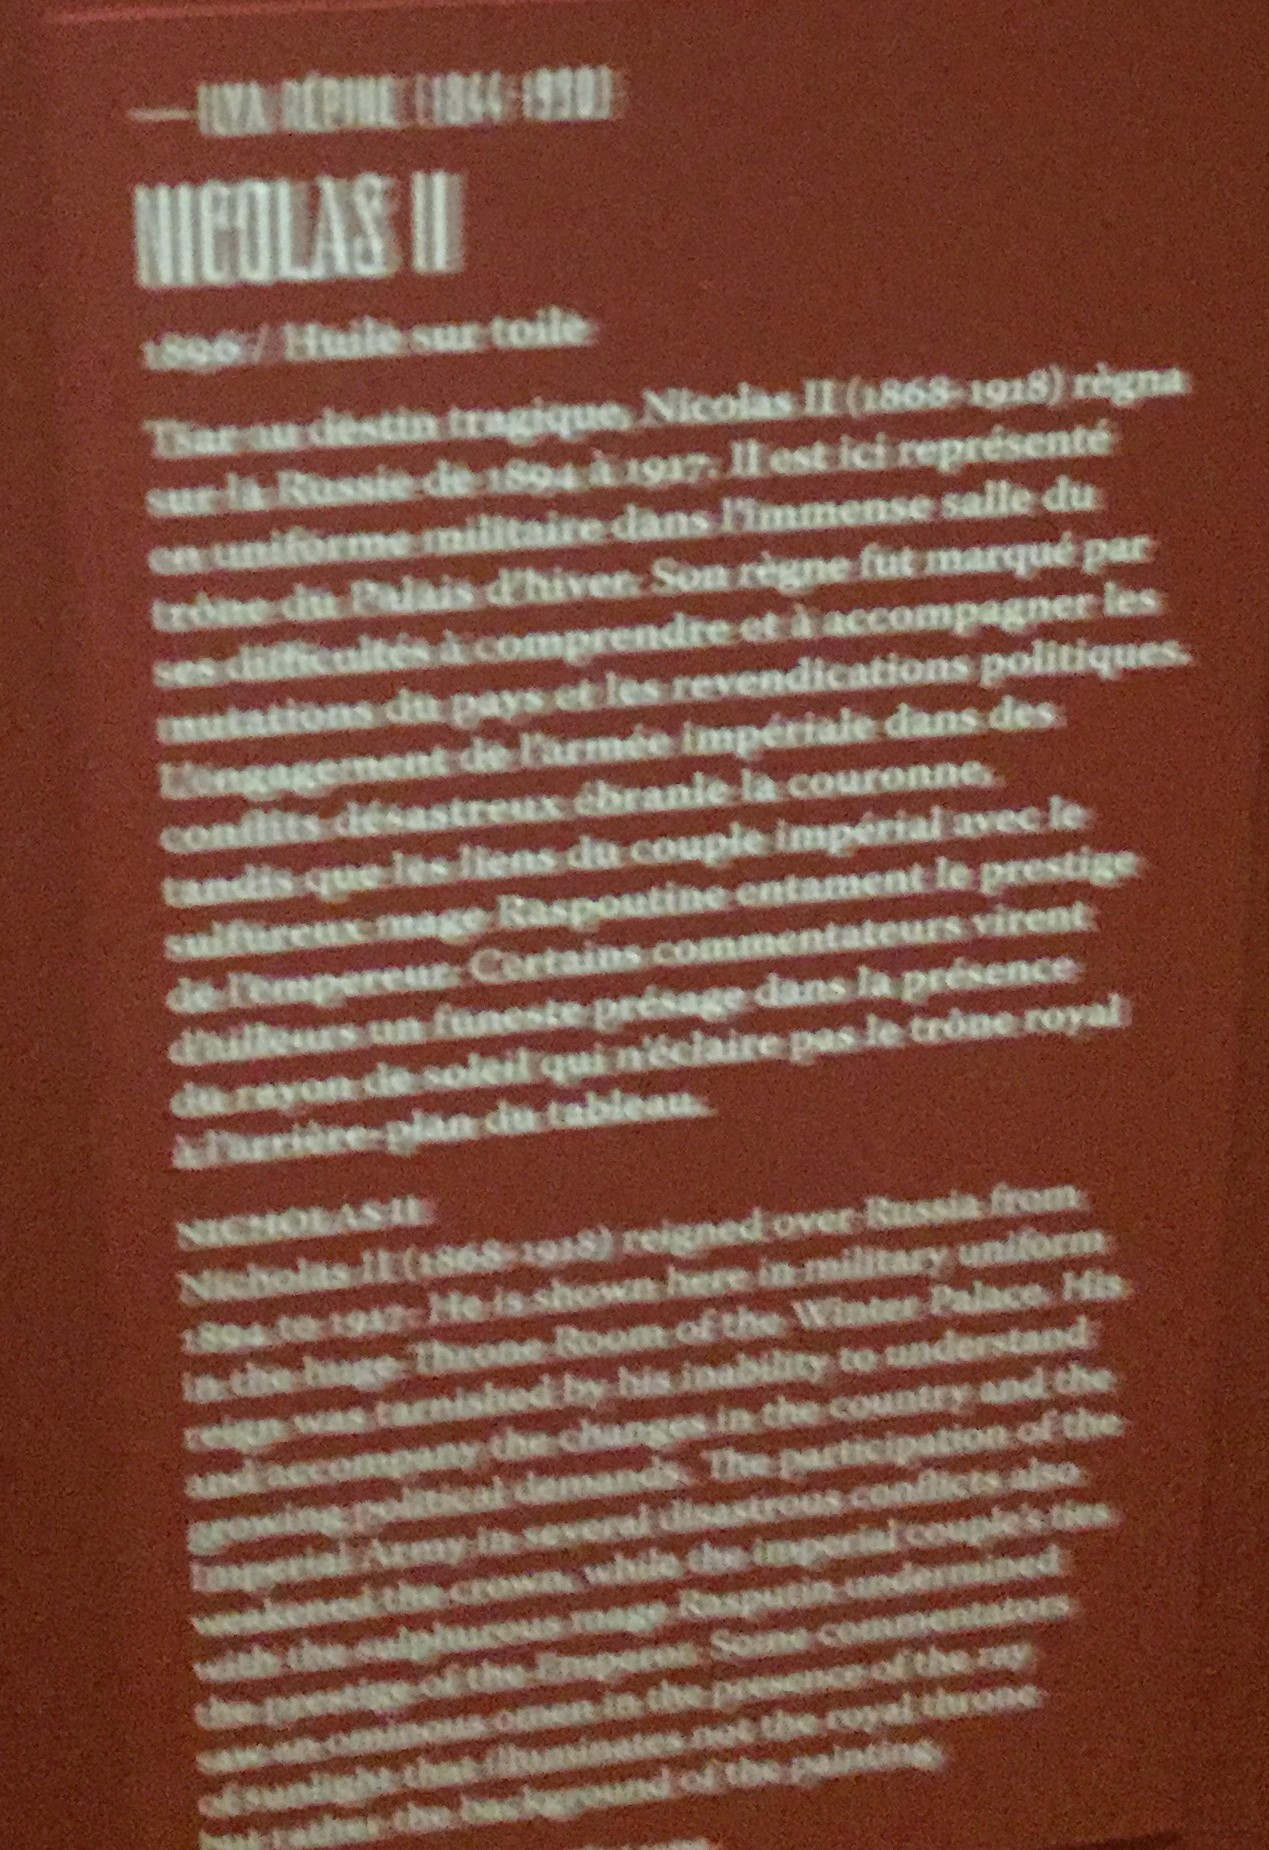 — ILYA RÉPINE (1844-1930)
NICOLAS II
1896 / Huile sur toile
Tsar au destin tragique, Nicolas II (1868-1918) règna
sur la Russie de 1894 à 1917. Il est ici représenté
en uniforme militaire dans l'immense salle du
trône du Palais d'hiver. Son règne fut marqué par
ses difficultés à comprendre et à accompagner les
mutations du pays et les revendications politiques.
L'engagement de l'armée impériale dans des
conflits désastreux ébranle la couronne,
tandis que les liens du couple impérial avec le
sulfureux mage Raspoutine entament le prestige
de l'empereur. Certains commentateurs virent
d'ailleurs un funeste présage dans la présence
du rayon de soleil qui n'éclaire pas le trône royal
à l'arrière-plan du tableau.
NICHOLAS II
Nicholas II (1868-1918) reigned over Russia from
1894 to 1917. He is shown here in military uniform
in the huge Throne Room of the Winter Palace. His
reign was tarnished by his inability to understand
and accompany the changes in the country and the
growing political demands. The participation of the
Imperial Army in several disastrous conflicts also
weakened the crown, while the imperial couple's ties
with the sulphurous mage Rasputin undermined
the prestige of the Emperor. Some commentators
saw an ominous omen in the presence of the ray
of sunlight that illuminates not the royal throne
but rather the background of the painting.